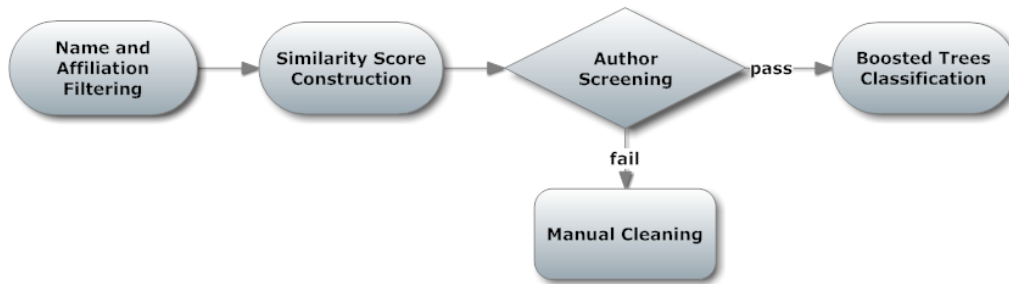 Name and
Affiliation
Filtering
Similarity Score
Construction
Author
Screening
pass
Boosted Trees
Classification
fail
Manual Cleaning